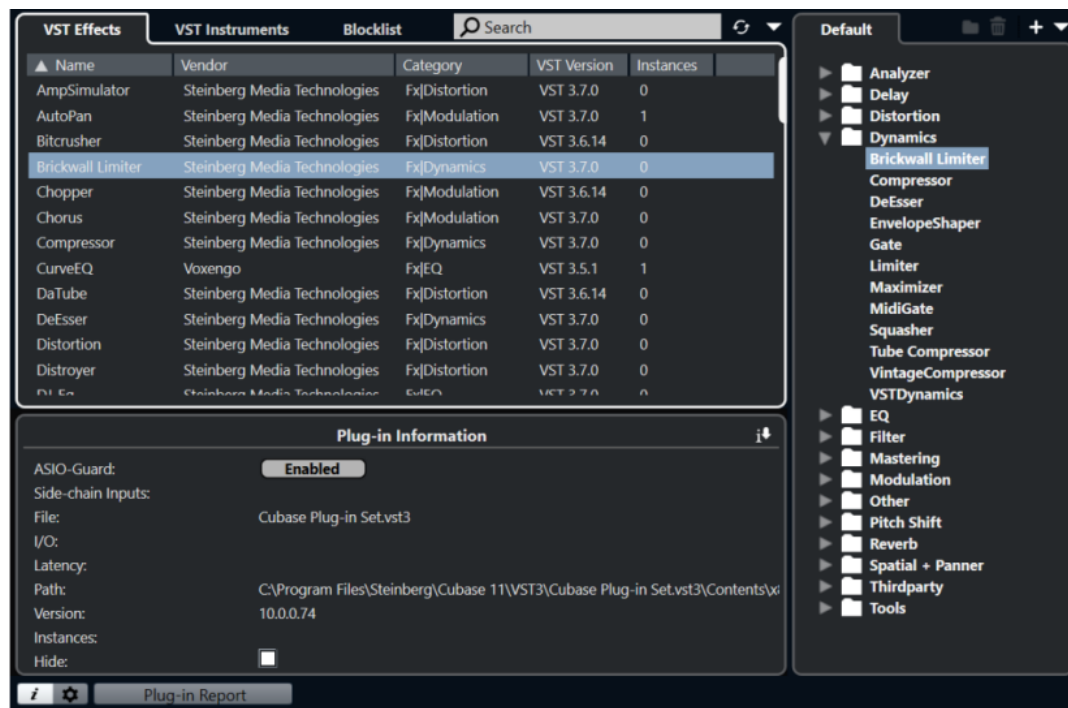 VST Effects VST Instruments Blocklist Search
Name Vendor Category VST Version Instances
AmpSimulator Steinberg Media Technologies Fx|Distortion VST 3.7.0 0
AutoPan Steinberg Media Technologies Fx|Modulation VST 3.7.0 1
Bitcrusher Steinberg Media Technologies Fx|Distortion VST 3.6.14 0
Brickwall Limiter Steinberg Media Technologies Fx|Dynamics VST 3.7.0 0
Chopper Steinberg Media Technologies Fx|Modulation VST 3.6.14 0
Chorus Steinberg Media Technologies Fx|Modulation VST 3.7.0 0
Compressor Steinberg Media Technologies Fx|Dynamics VST 3.7.0 0
CurveEQ Voxengo Fx|EQ VST 3.5.1 1
DaTube Steinberg Media Technologies Fx|Distortion VST 3.6.14 0
DeEsser Steinberg Media Technologies Fx|Dynamics VST 3.7.0 0
Distortion Steinberg Media Technologies Fx|Distortion VST 3.7.0 0
Distroyer Steinberg Media Technologies Fx|Distortion VST 3.7.0 0
Steinberg Media Technologies Fx|EQ VST 3.7.0 0
Plug-in Information
ASIO-Guard: Enabled
Side-chain Inputs:
File: Cubase Plug-in Set.vst3
I/O:
Latency:
Path: C:\Program Files\Steinberg\Cubase 11\VST3\Cubase Plug-in Set.vst3\Contents\x
Version: 10.0.0.74
Instances:
Hide:
i Plug-in Report
Default
Analyzer
Delay
Distortion
Dynamics
Brickwall Limiter
Compressor
DeEsser
EnvelopeShaper
Gate
Limiter
Maximizer
MidiGate
Squasher
Tube Compressor
VintageCompressor
VSTDynamics
EQ
Filter
Mastering
Modulation
Other
Pitch Shift
Reverb
Spatial + Panner
Thirdparty
Tools